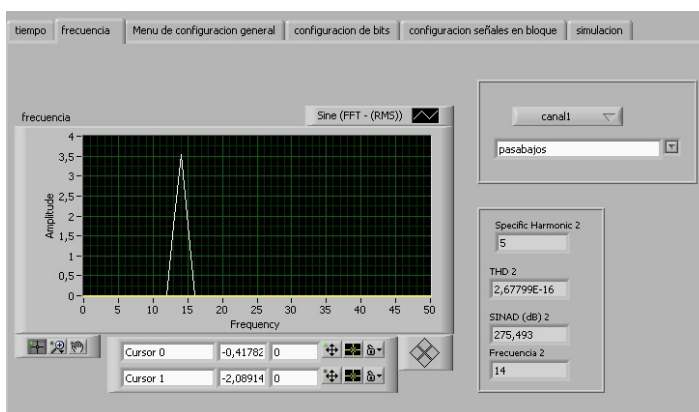 tiempo
frecuencia
Menu de configuracion general
configuracion de bits
configuracion señales en bloque
simulacion
frecuencia
Sine (FFT - (RMS))
4
3,5
3
2,5
2
1,5
1
0,5
0
Amplitude
0 5 10 15 20 25 30 35 40 45 50
Frequency
Cursor 0 -0,41782 0
Cursor 1 -2,08914 0
canal1
pasabajos
Specific Harmonic 2
5
THD 2
2,67799E-16
SINAD (dB) 2
275,493
Frecuencia 2
14